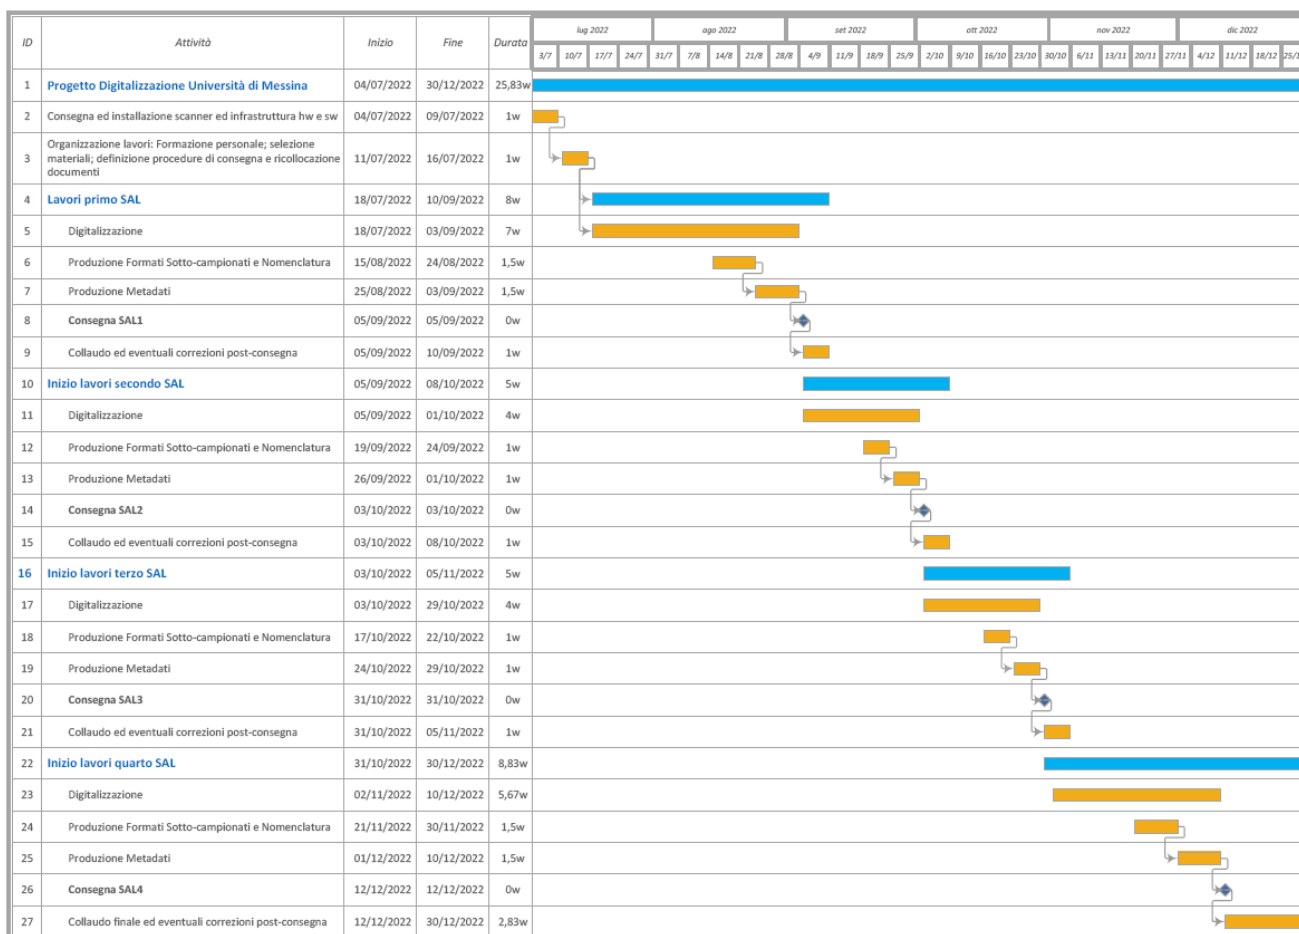 ID Attività Inizio Fine Durata lug 2022 ago 2022 set 2022 ott 2022 nov 2022 dic 2022
3/7 10/7 17/7 24/7 31/7 7/8 14/8 21/8 28/8 4/9 11/9 18/9 25/9 2/10 9/10 16/10 23/10 30/10 6/11 13/11 20/11 27/11 4/12 11/12 18/12 25/1
1 Progetto Digitalizzazione Università di Messina 04/07/2022 30/12/2022 25,83w
2 Consegna ed installazione scanner ed infrastruttura hw e sw 04/07/2022 09/07/2022 1w
Organizzazione lavori: Formazione personale; selezione
3 materiali; definizione procedure di consegna e ricollocazione 11/07/2022 16/07/2022 1w
documenti
4 Lavori primo SAL 18/07/2022 10/09/2022 8w
5 Digitalizzazione 18/07/2022 03/09/2022 7w
6 Produzione Formati Sotto-campionati e Nomenclatura 15/08/2022 24/08/2022 1,5w
7 Produzione Metadati 25/08/2022 03/09/2022 1,5w
8 Consegna SAL1 05/09/2022 05/09/2022 0w
9 Collaudo ed eventuali correzioni post-consegna 05/09/2022 10/09/2022 1w
10 Inizio lavori secondo SAL 05/09/2022 08/10/2022 5w
11 Digitalizzazione 05/09/2022 01/10/2022 4w
12 Produzione Formati Sotto-campionati e Nomenclatura 19/09/2022 24/09/2022 1w
13 Produzione Metadati 26/09/2022 01/10/2022 1w
14 Consegna SAL2 03/10/2022 03/10/2022 0w
15 Collaudo ed eventuali correzioni post-consegna 03/10/2022 08/10/2022 1w
16 Inizio lavori terzo SAL 03/10/2022 05/11/2022 5w
17 Digitalizzazione 03/10/2022 29/10/2022 4w
18 Produzione Formati Sotto-campionati e Nomenclatura 17/10/2022 22/10/2022 1w
19 Produzione Metadati 24/10/2022 29/10/2022 1w
20 Consegna SAL3 31/10/2022 31/10/2022 0w
21 Collaudo ed eventuali correzioni post-consegna 31/10/2022 05/11/2022 1w
22 Inizio lavori quarto SAL 31/10/2022 30/12/2022 8,83w
23 Digitalizzazione 02/11/2022 10/12/2022 5,67w
24 Produzione Formati Sotto-campionati e Nomenclatura 21/11/2022 30/11/2022 1,5w
25 Produzione Metadati 01/12/2022 10/12/2022 1,5w
26 Consegna SAL4 12/12/2022 12/12/2022 0w
27 Collaudo finale ed eventuali correzioni post-consegna 12/12/2022 30/12/2022 2,83w